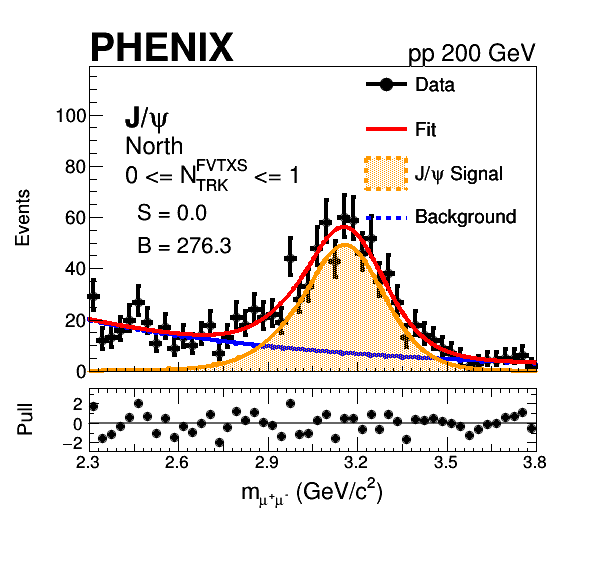 PHENIX pp 200 GeV
J/ψ
North
0 <= N_TRK^FVTXS <= 1
S = 0.0
B = 276.3
Data
Fit
J/ψ Signal
Background
Events
100
80
60
40
20
0
Pull
2
0
−2
2.3 2.6 2.9 3.2 3.5 3.8
m_μ⁺μ⁻ (GeV/c²)